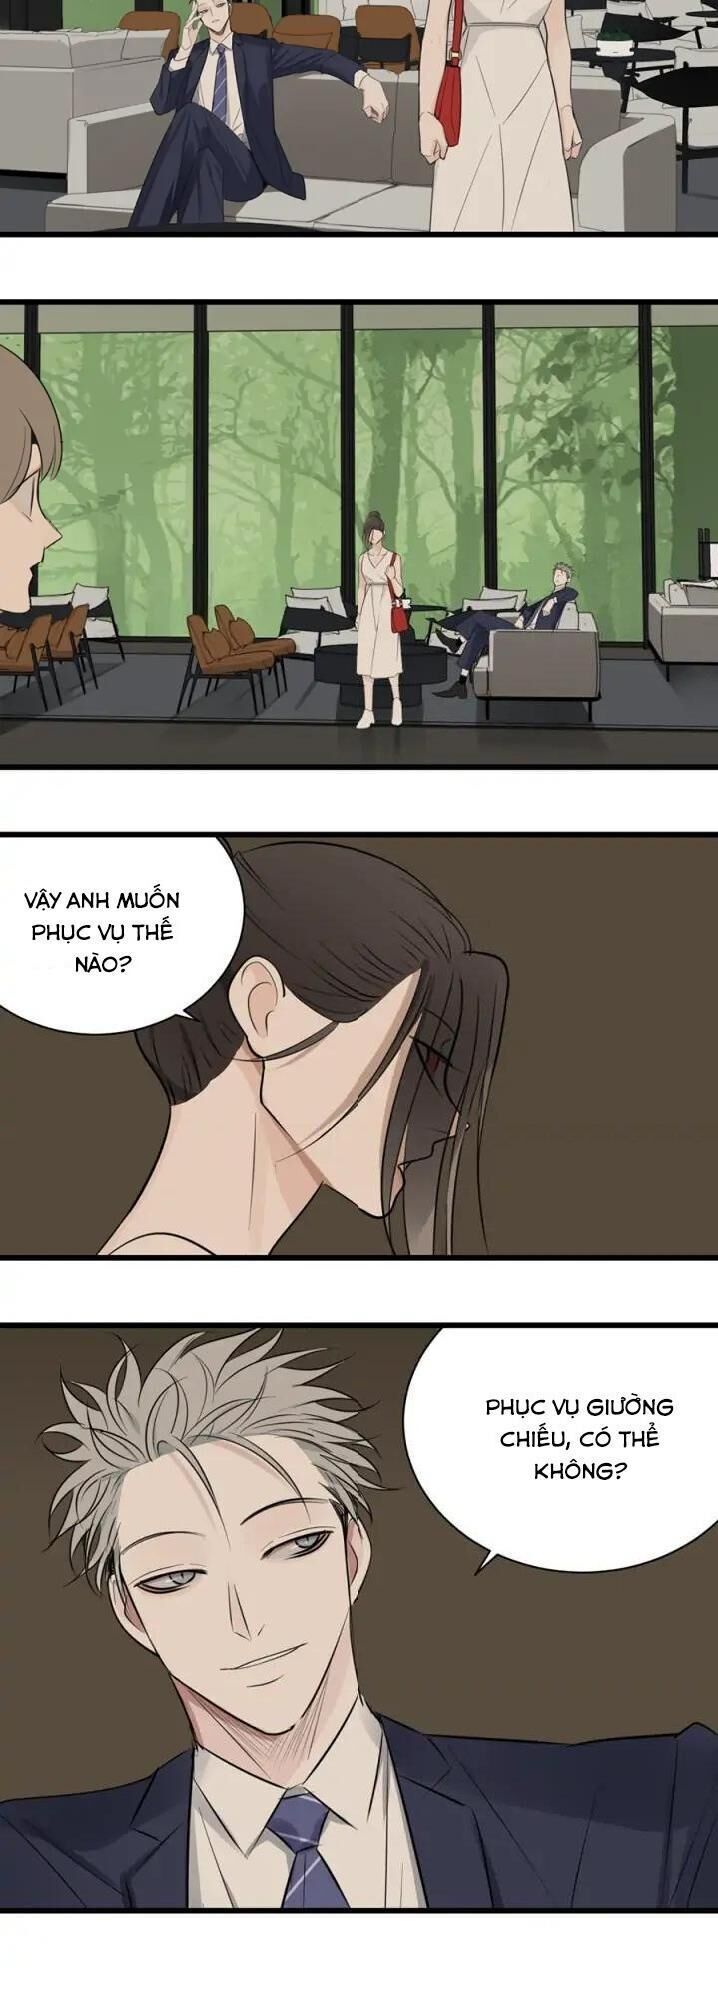 VẬY ANH MUỐN
PHỤC VỤ THẾ
NÀO?
PHỤC VỤ GIƯỜNG
CHIẾU, CÓ THỂ
KHÔNG?